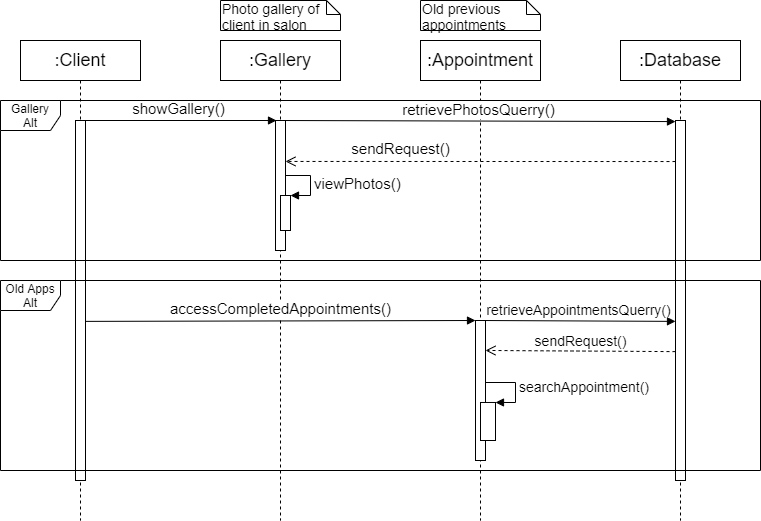 Photo gallery of
client in salon
Old previous
appointments
:Client
:Gallery
:Appointment
:Database
Gallery
Alt
showGallery()
retrievePhotosQuerry()
sendRequest()
viewPhotos()
Old Apps
Alt
accessCompletedAppointments()
retrieveAppointmentsQuerry()
sendRequest()
searchAppointment()